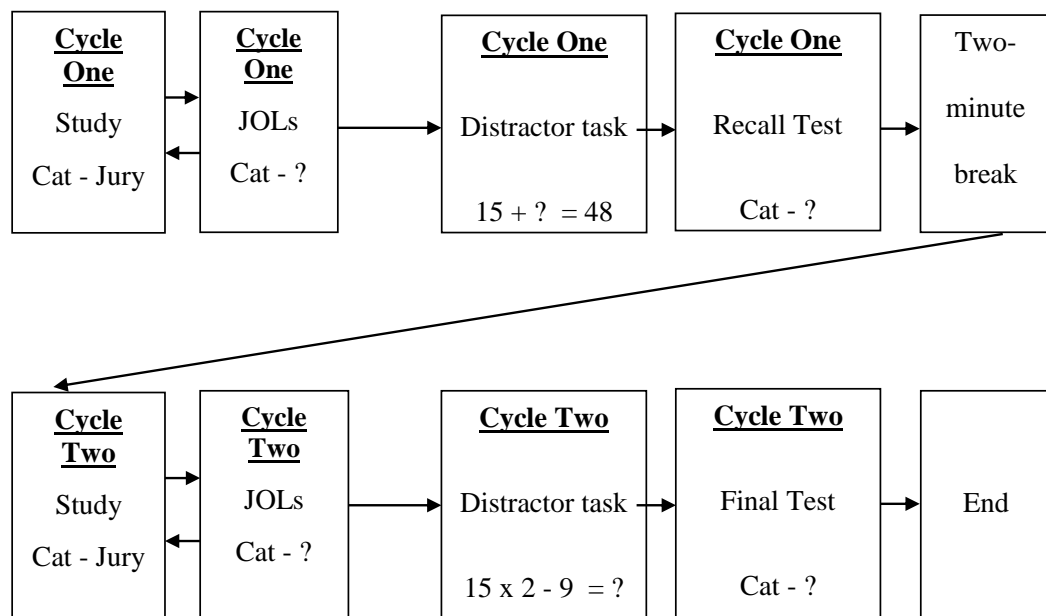 Cycle
One
Study
Cat - Jury
Cycle
One
JOLs
Cat - ?
Cycle One
Distractor task
15 + ? = 48
Cycle One
Recall Test
Cat - ?
Two-
minute
break
Cycle
Two
Study
Cat - Jury
Cycle
Two
JOLs
Cat - ?
Cycle Two
Distractor task
15 x 2 - 9 = ?
Cycle Two
Final Test
Cat - ?
End